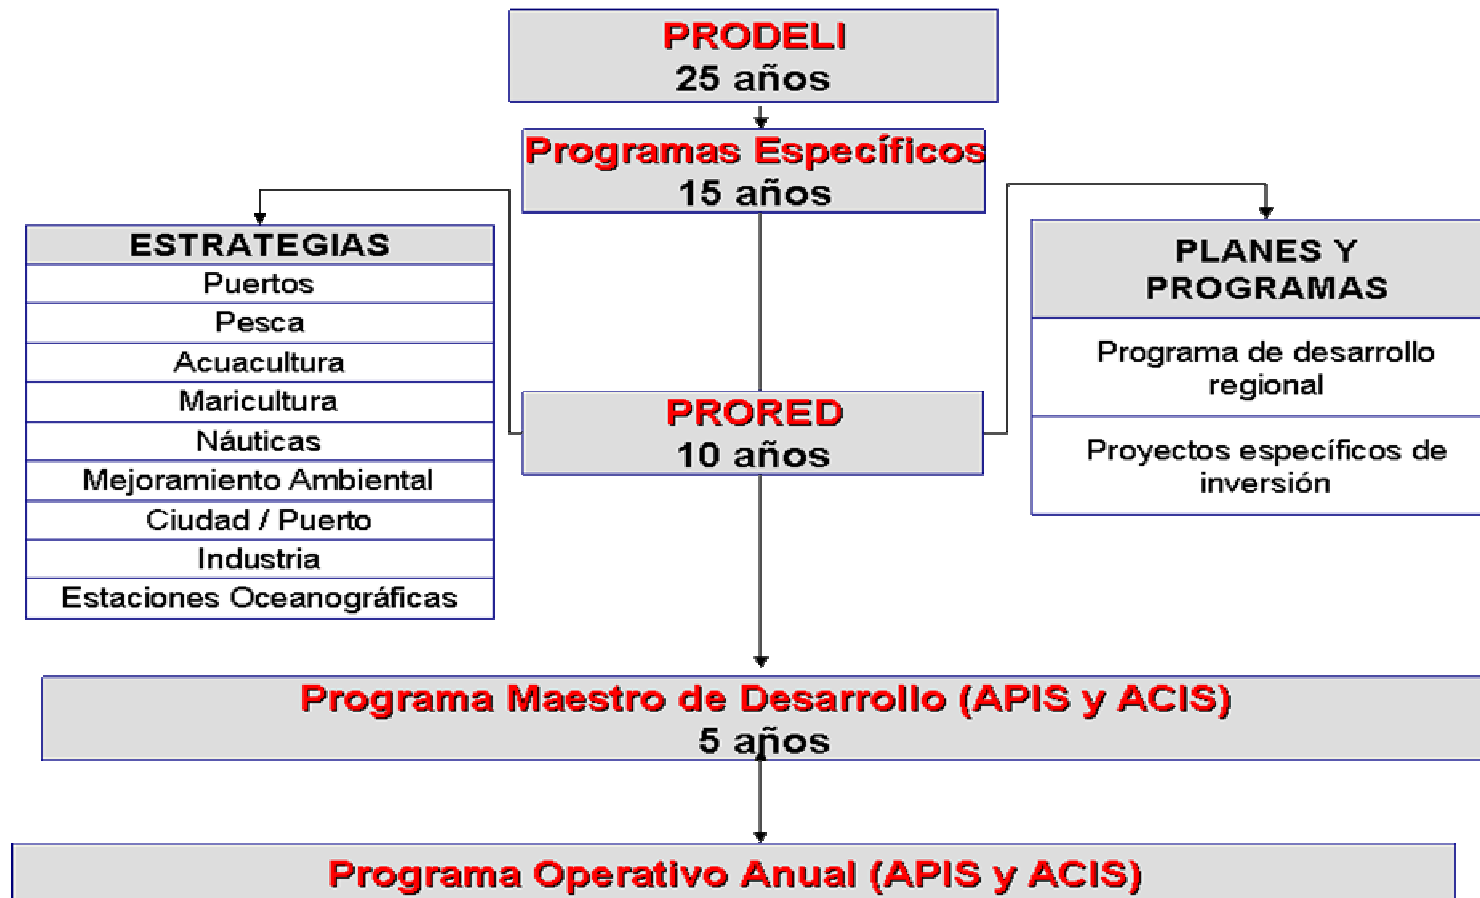 PRODELI
25 años
Programas Específicos
15 años
ESTRATEGIAS
Puertos
Pesca
Acuacultura
Maricultura
Náuticas
Mejoramiento Ambiental
Ciudad / Puerto
Industria
Estaciones Oceanográficas
PRORED
10 años
PLANES Y
PROGRAMAS
Programa de desarrollo
regional
Proyectos específicos de
inversión
Programa Maestro de Desarrollo (APIS y ACIS)
5 años
Programa Operativo Anual (APIS y ACIS)